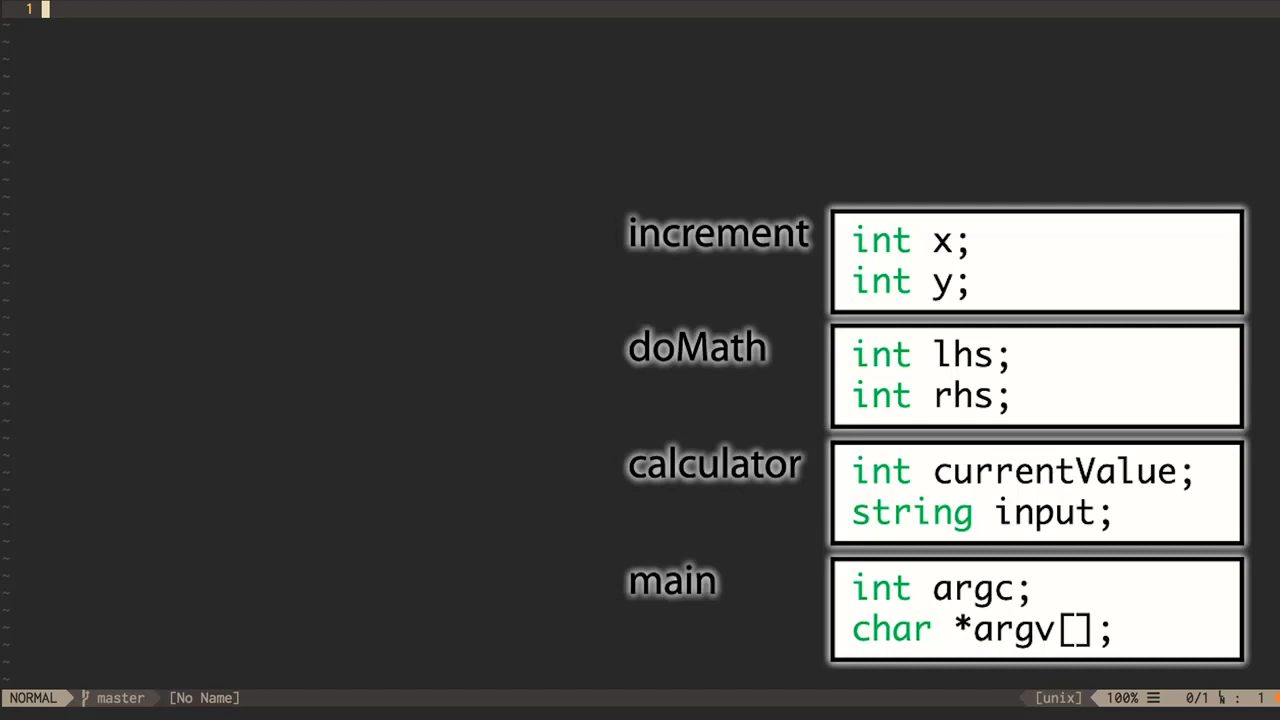 1
increment
int x;
int y;
doMath
int lhs;
int rhs;
calculator
int currentValue;
string input;
main
int argc;
char *argv[];
NORMAL master [No Name] [unix] 100% 0/1 : 1